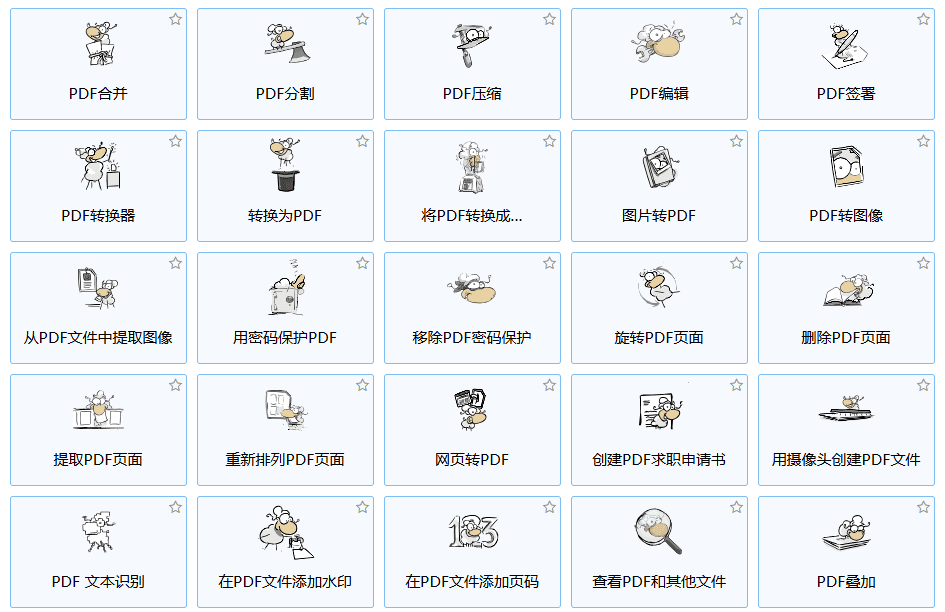 PDF合并
PDF分割
PDF压缩
PDF编辑
PDF签署
PDF转换器
转换为PDF
将PDF转换成...
图片转PDF
PDF转图像
从PDF文件中提取图像
用密码保护PDF
移除PDF密码保护
旋转PDF页面
删除PDF页面
提取PDF页面
重新排列PDF页面
网页转PDF
创建PDF求职申请书
用摄像头创建PDF文件
PDF 文本识别
在PDF文件添加水印
123
在PDF文件添加页码
查看PDF和其他文件
PDF叠加